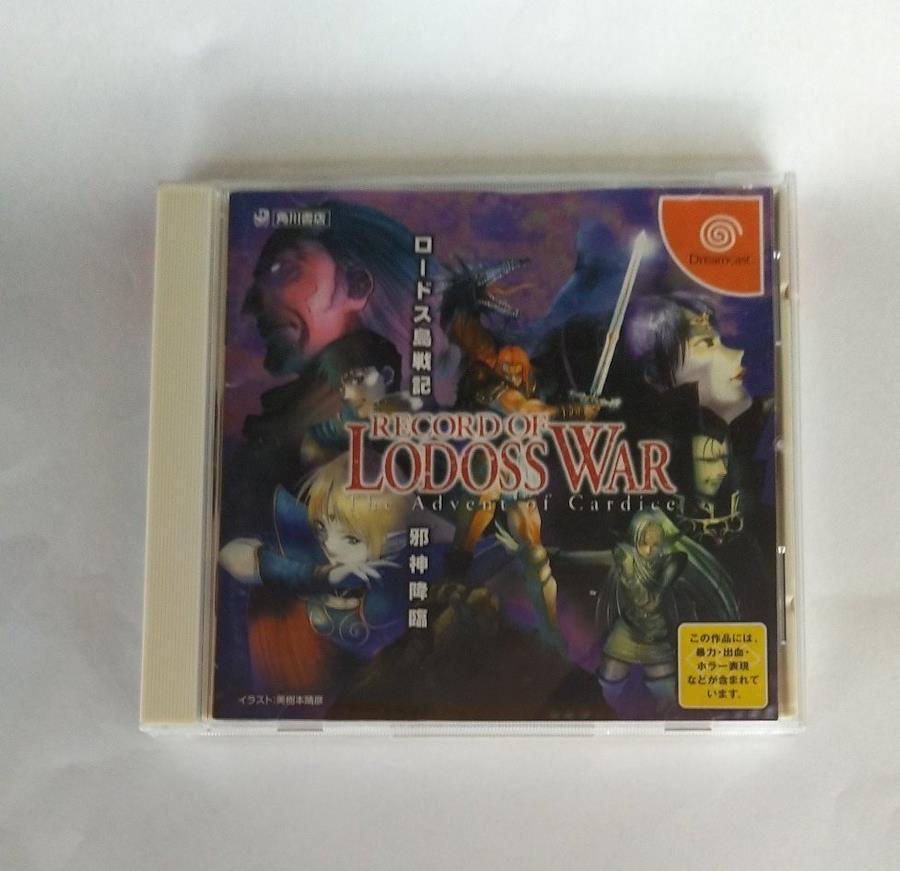 角川書店
Dreamcast
ロードス島戦記
RECORD OF
LODOSS WAR
The Advent of Cardice
邪神降臨
この作品には、
暴力・出血・
ホラー表現
などが含まれて
います。
イラスト:美樹本晴彦